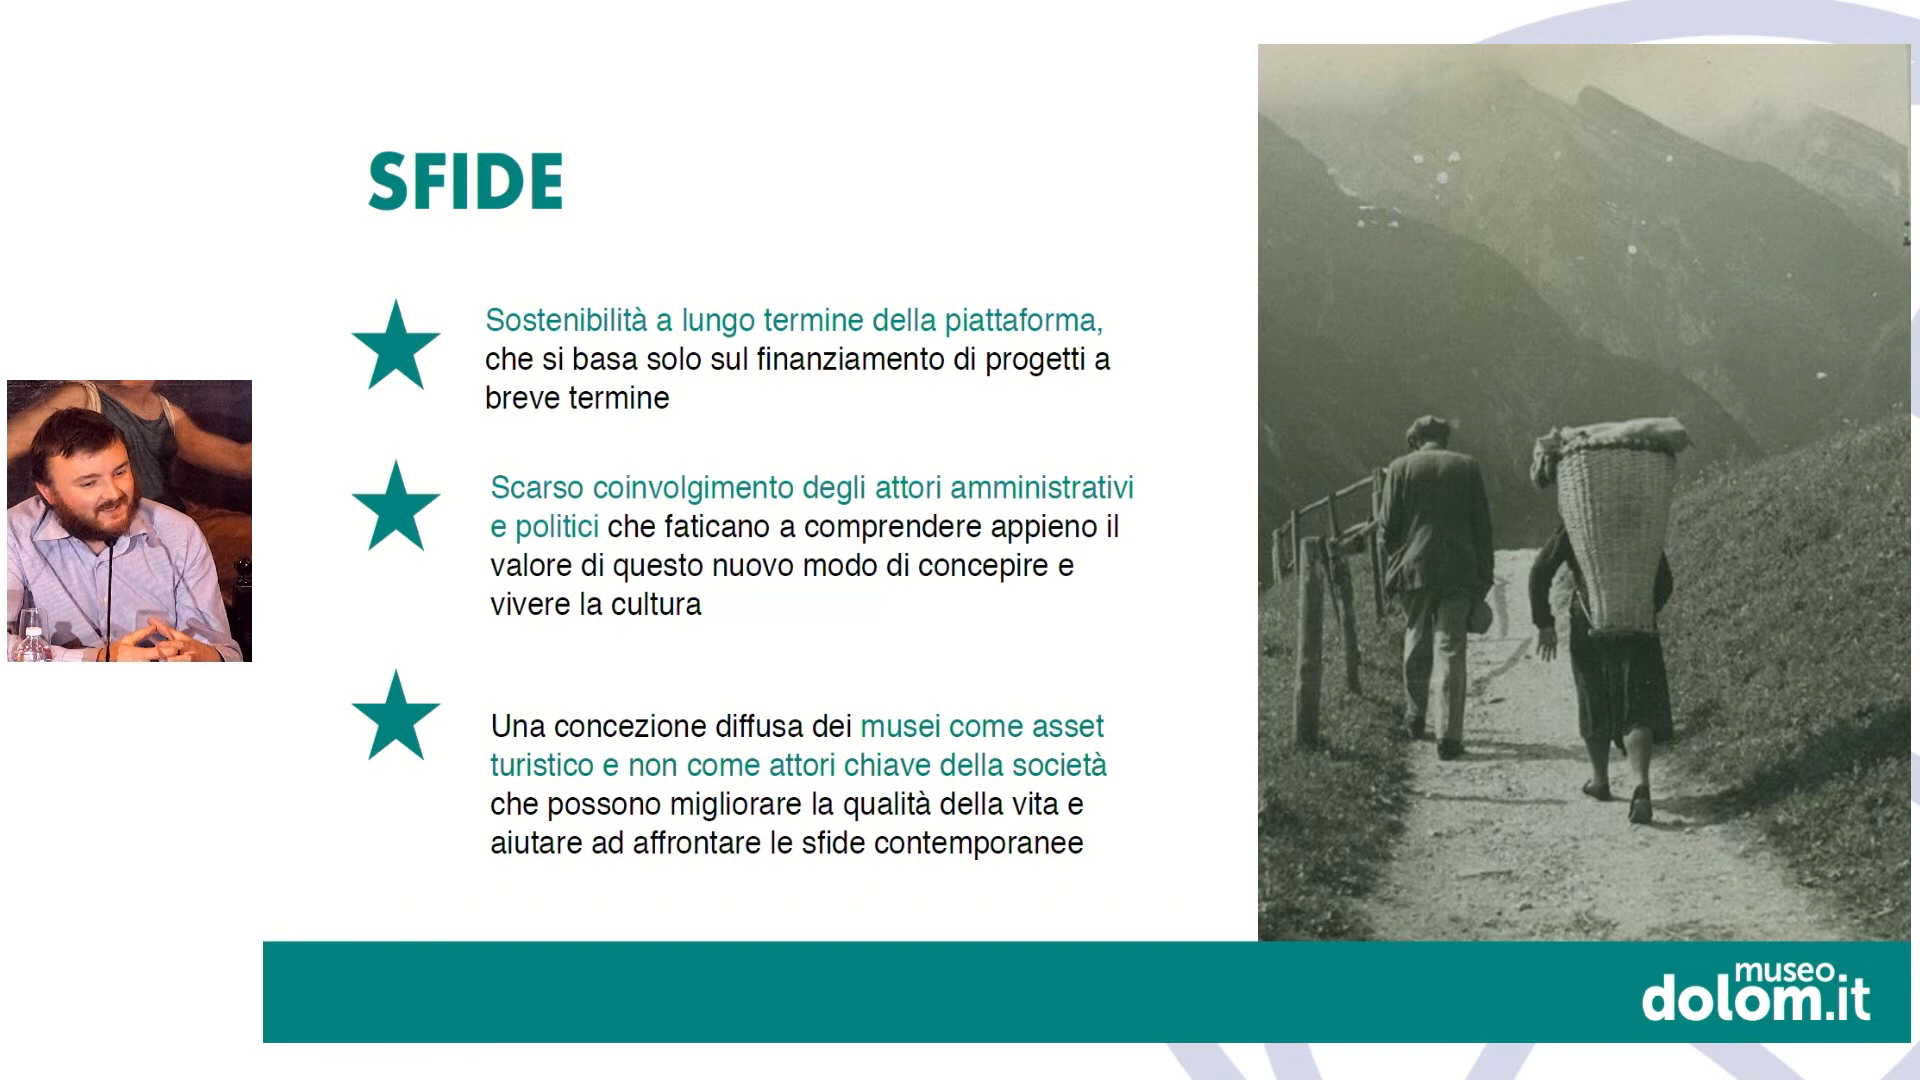 SFIDE
Sostenibilità a lungo termine della piattaforma,
che si basa solo sul finanziamento di progetti a
breve termine
Scarso coinvolgimento degli attori amministrativi
e politici che faticano a comprendere appieno il
valore di questo nuovo modo di concepire e
vivere la cultura
Una concezione diffusa dei musei come asset
turistico e non come attori chiave della società
che possono migliorare la qualità della vita e
aiutare ad affrontare le sfide contemporanee
museo
dolom.it